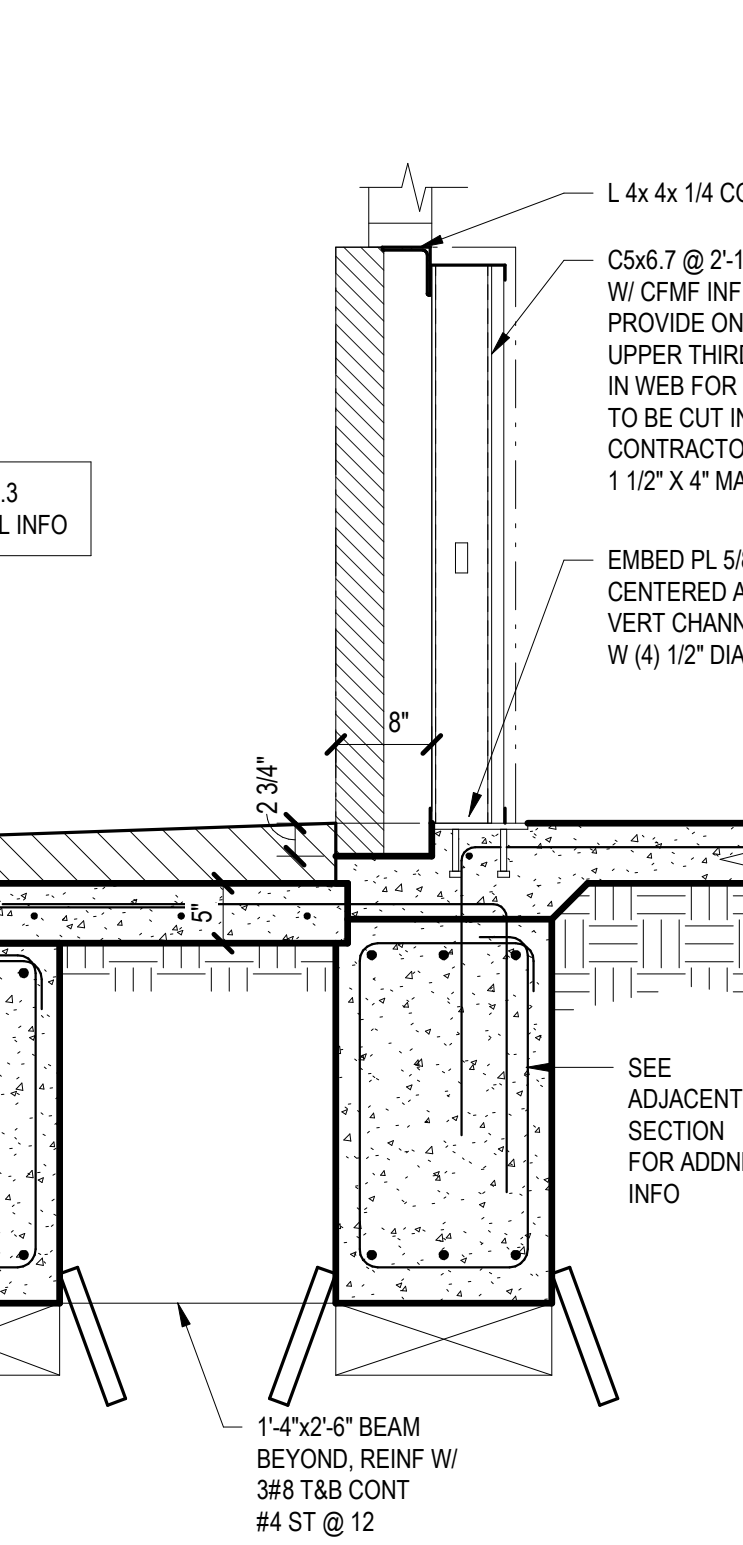 L 4x 4x 1/4 CO
C5x6.7 @ 2'-1
W/ CFMF INF
PROVIDE ON
UPPER THIRD
IN WEB FOR
TO BE CUT IN
CONTRACTO
1 1/2" X 4" MA
.3
L INFO
EMBED PL 5/8
CENTERED A
VERT CHANN
W (4) 1/2" DIA
8"
2 3/4"
5"
SEE
ADJACENT
SECTION
FOR ADDN
INFO
1'-4"x2'-6" BEAM
BEYOND, REINF W/
3#8 T&B CONT
#4 ST @ 12